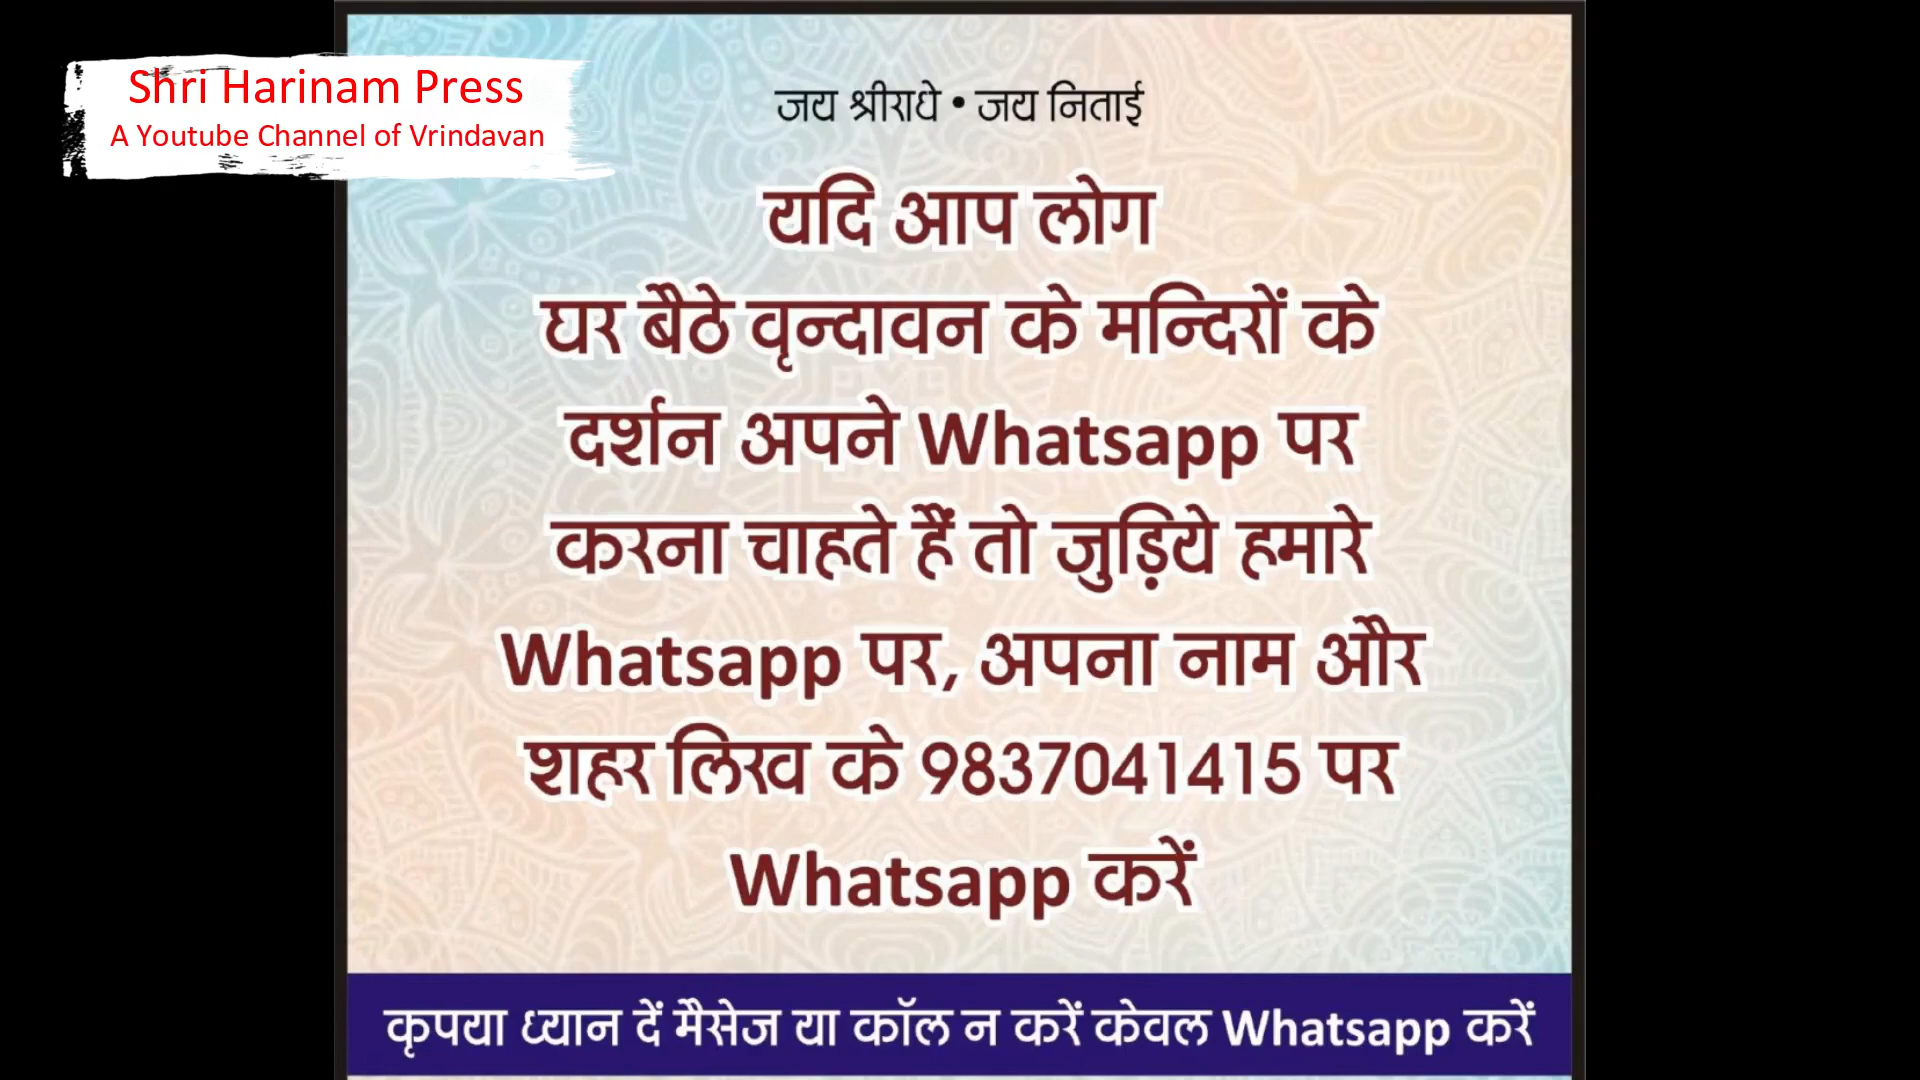 Shri Harinam Press
A Youtube Channel of Vrindavan
जय श्रीराधे • जय निताई
यदि आप लोग
घर बैठे वृन्दावन के मन्दिरों के
दर्शन अपने Whatsapp पर
करना चाहते हैं तो जुड़िये हमारे
Whatsapp पर, अपना नाम और
शहर लिख के 9837041415 पर
Whatsapp करें
कृपया ध्यान दें मैसेज या कॉल न करें केवल Whatsapp करें